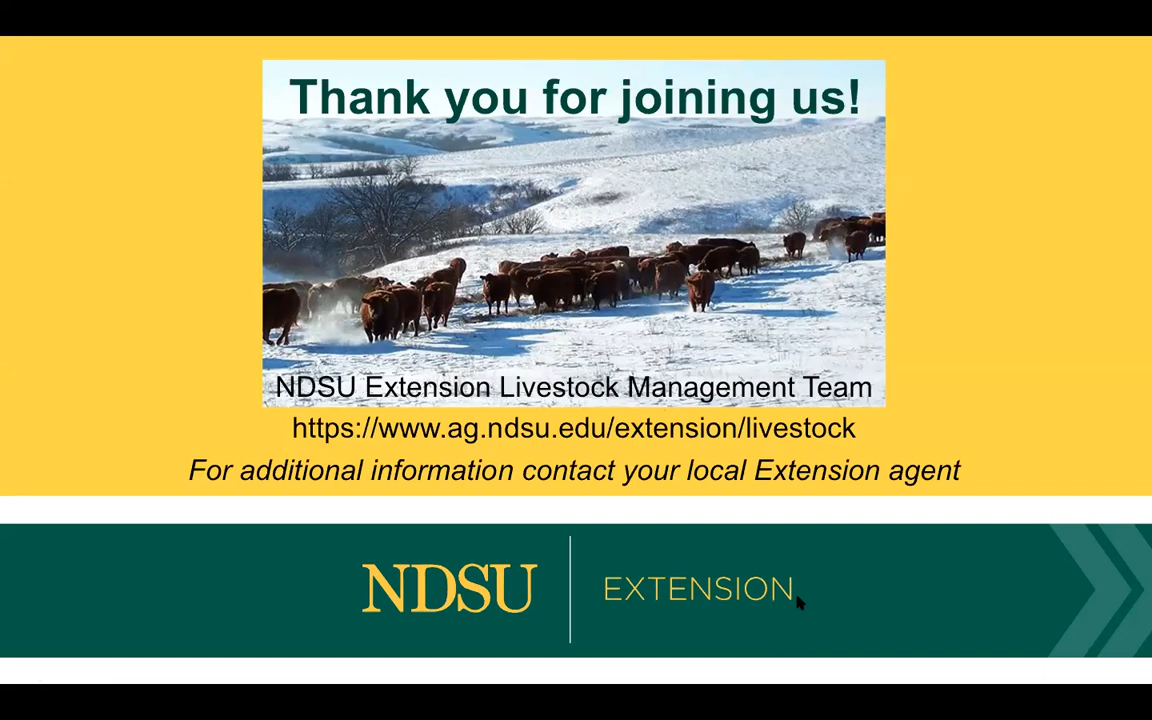 Thank you for joining us!
NDSU Extension Livestock Management Team
https://www.ag.ndsu.edu/extension/livestock
For additional information contact your local Extension agent
NDSU EXTENSION